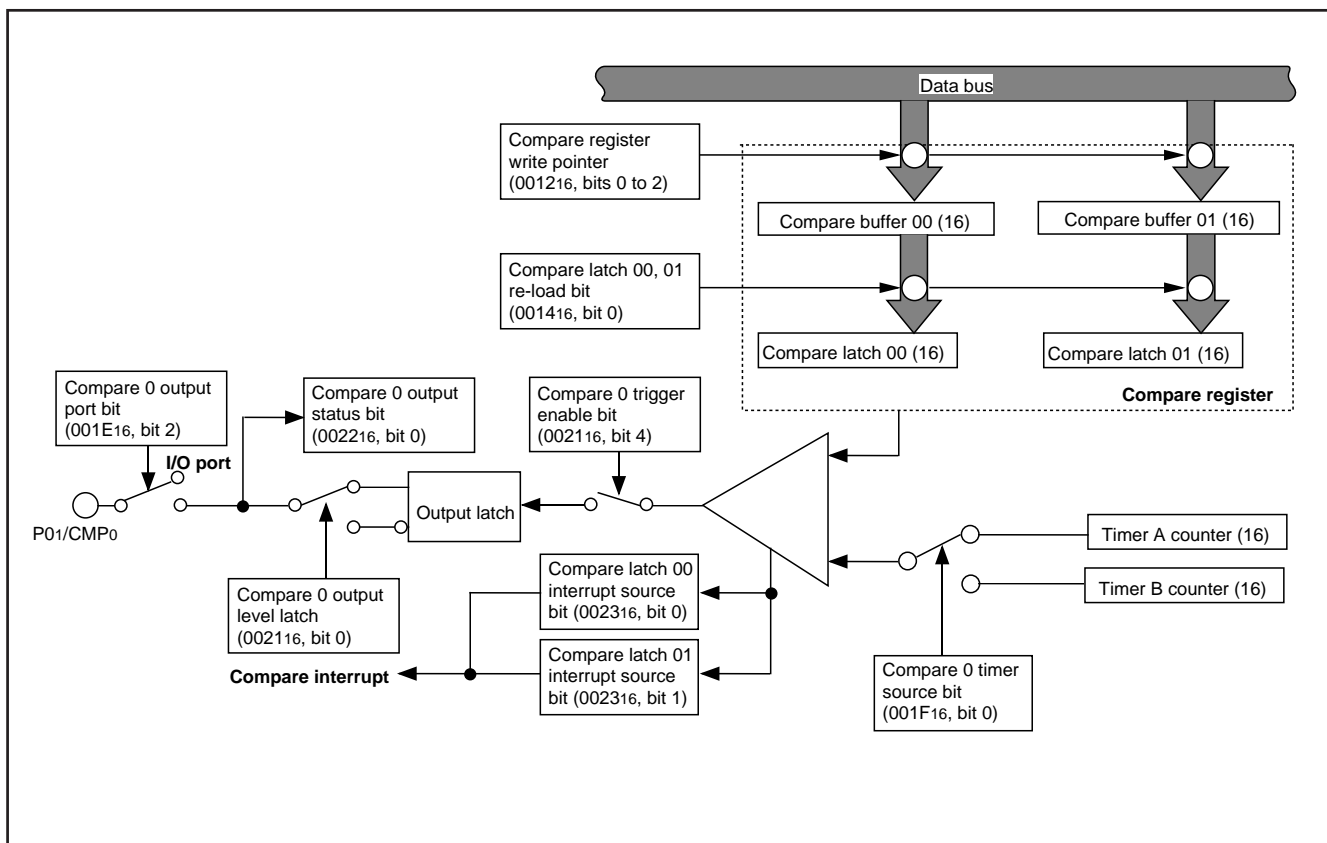 Data bus
Compare register
write pointer
(001216, bits 0 to 2)
Compare buffer 00 (16)
Compare buffer 01 (16)
Compare latch 00, 01
re-load bit
(001416, bit 0)
Compare latch 00 (16)
Compare latch 01 (16)
Compare register
Compare 0 output
port bit
(001E16, bit 2)
Compare 0 output
status bit
(002216, bit 0)
Compare 0 trigger
enable bit
(002116, bit 4)
I/O port
P01/CMP0
Output latch
Timer A counter (16)
Timer B counter (16)
Compare 0 output
level latch
(002116, bit 0)
Compare latch 00
interrupt source
bit (002316, bit 0)
Compare latch 01
interrupt source
bit (002316, bit 1)
Compare interrupt
Compare 0 timer
source bit
(001F16, bit 0)